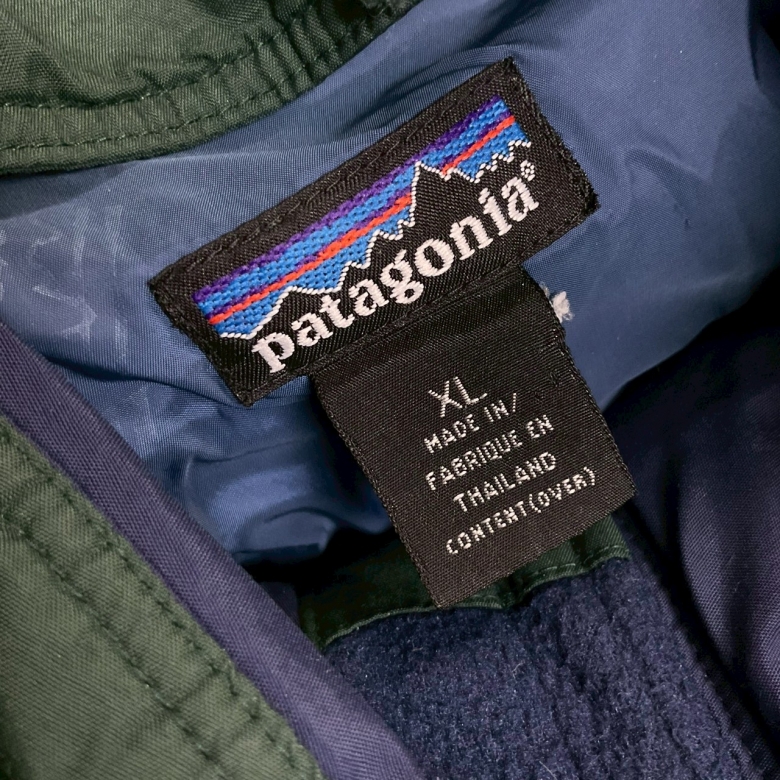 patagonia®
XL
MADE IN/
FABRIQUE EN
THAILAND
CONTENT(OVER)